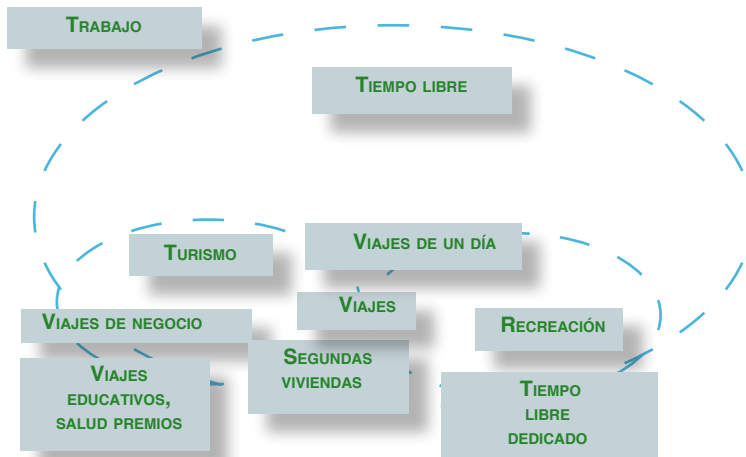 TRABAJO
TIEMPO LIBRE
TURISMO
VIAJES DE UN DÍA
VIAJES DE NEGOCIO
VIAJES
RECREACIÓN
VIAJES
EDUCATIVOS,
SALUD PREMIOS
SEGUNDAS
VIVIENDAS
TIEMPO
LIBRE
DEDICADO